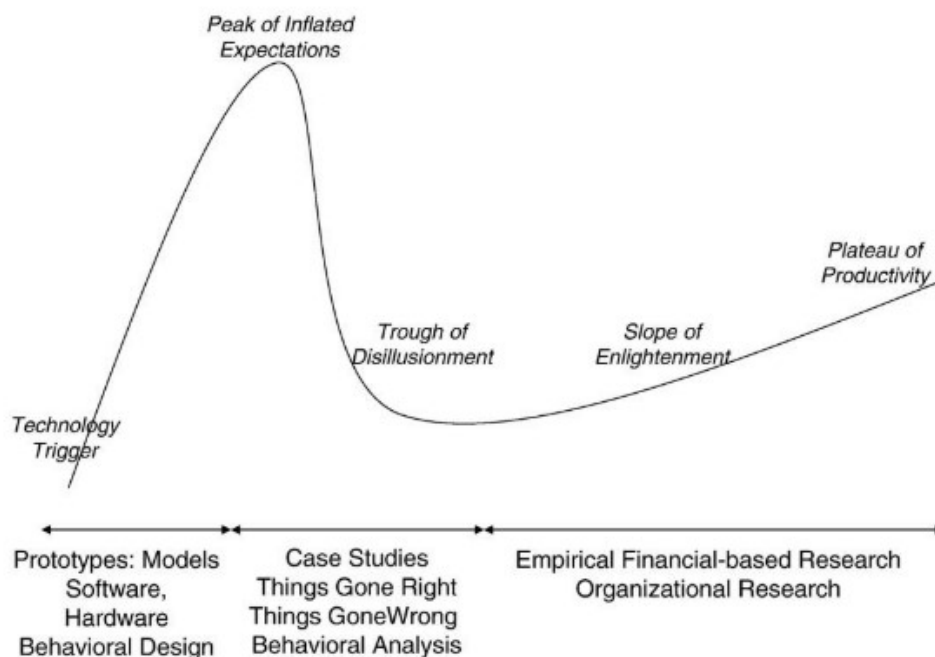 Peak of Inflated
Expectations
Plateau of
Productivity
Trough of
Disillusionment
Slope of
Enlightenment
Technology
Trigger
Prototypes: Models
Software,
Hardware
Behavioral Design
Case Studies
Things Gone Right
Things GoneWrong
Behavioral Analysis
Empirical Financial-based Research
Organizational Research